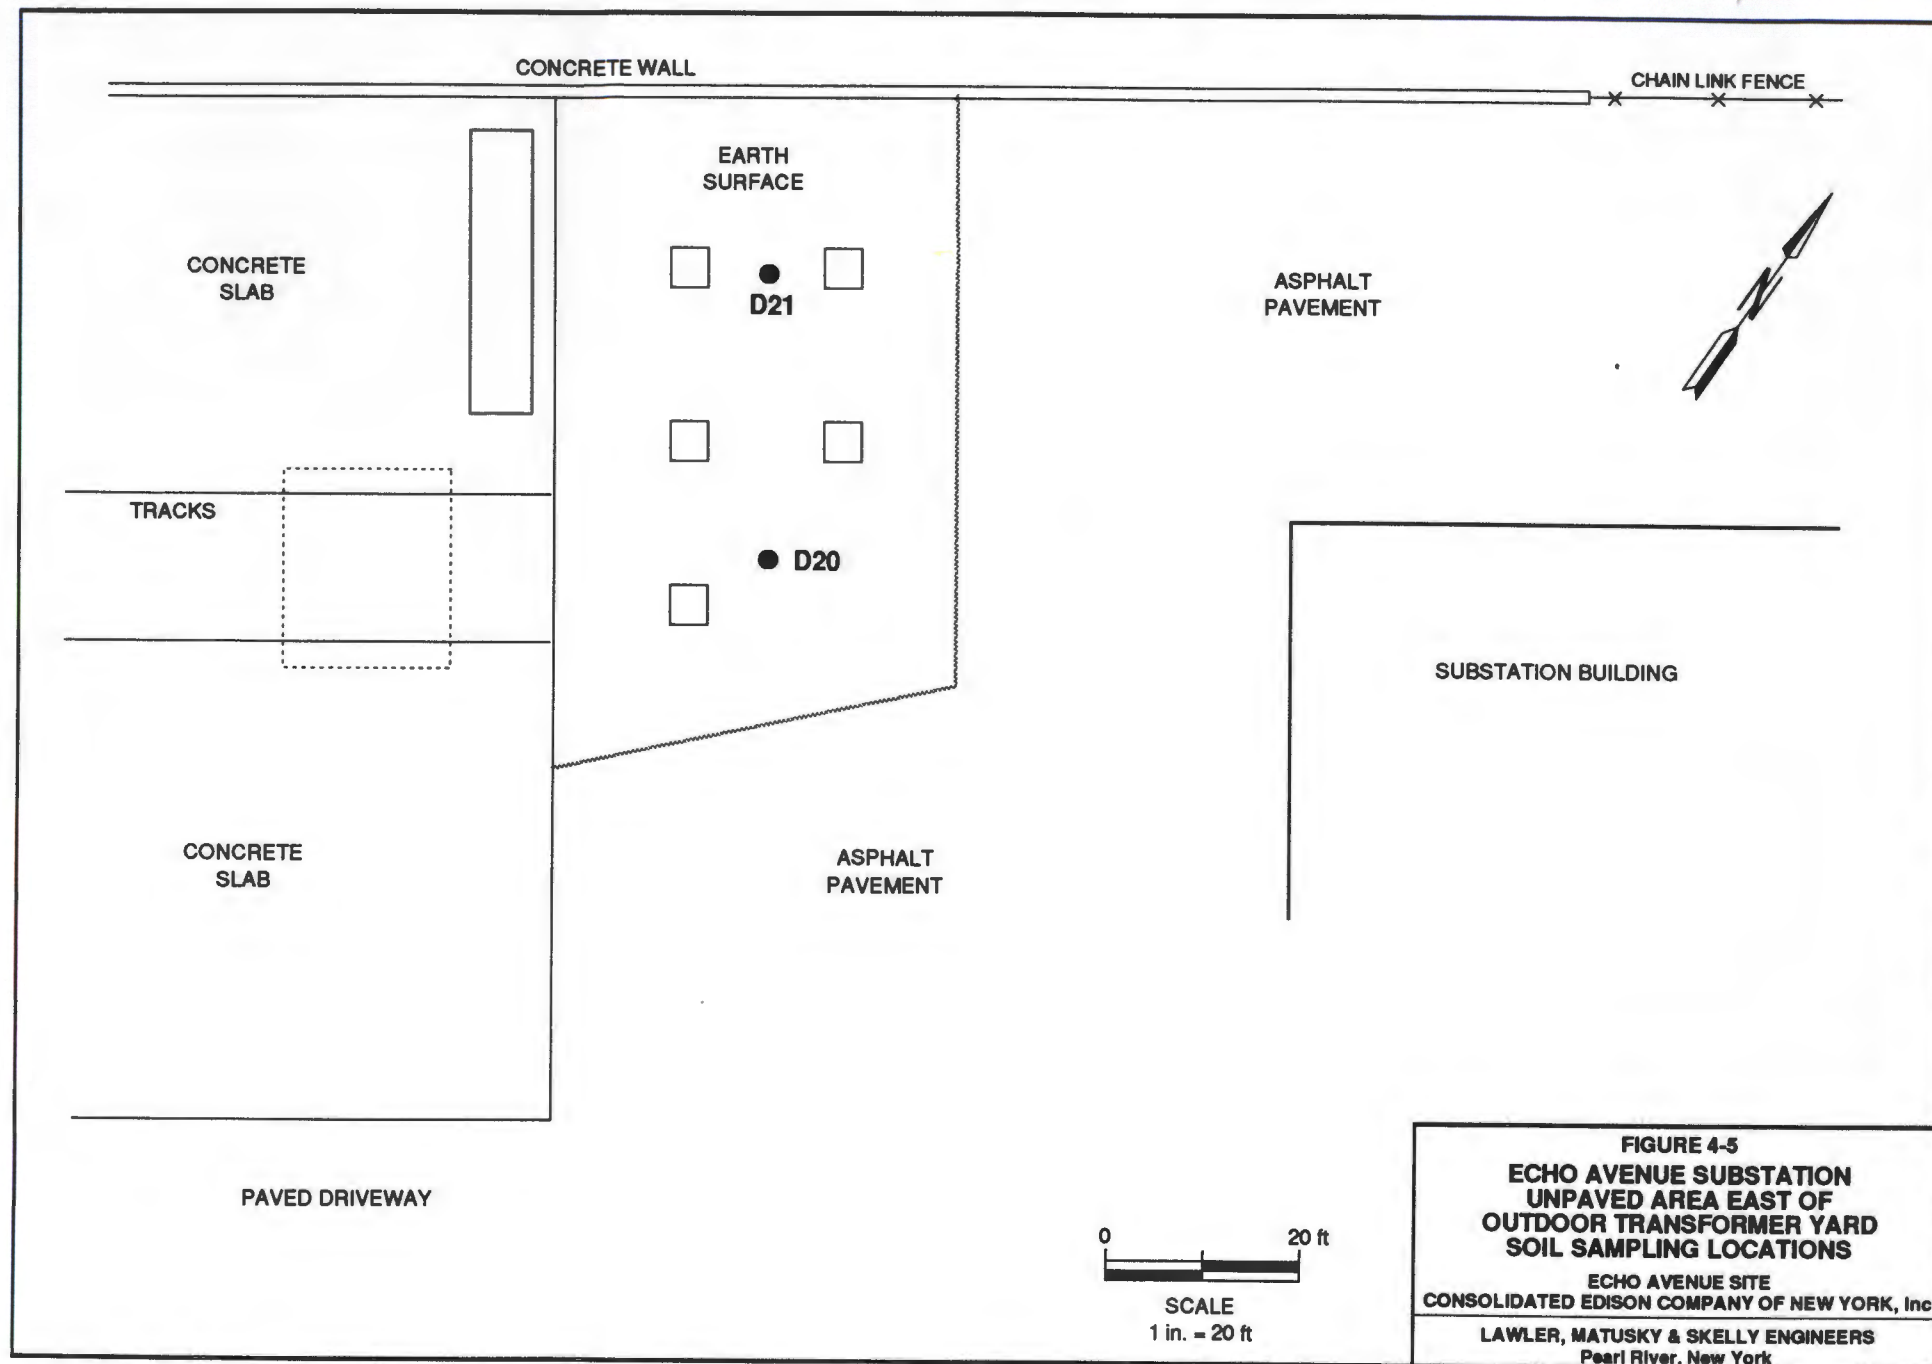 CONCRETE WALL
CHAIN LINK FENCE
EARTH
SURFACE
CONCRETE
SLAB
D21
ASPHALT
PAVEMENT
N
TRACKS
D20
SUBSTATION BUILDING
CONCRETE
SLAB
ASPHALT
PAVEMENT
PAVED DRIVEWAY
0 20 ft
SCALE
1 in. = 20 ft
FIGURE 4-5
ECHO AVENUE SUBSTATION
UNPAVED AREA EAST OF
OUTDOOR TRANSFORMER YARD
SOIL SAMPLING LOCATIONS
ECHO AVENUE SITE
CONSOLIDATED EDISON COMPANY OF NEW YORK, Inc
LAWLER, MATUSKY & SKELLY ENGINEERS
Pearl River, New York